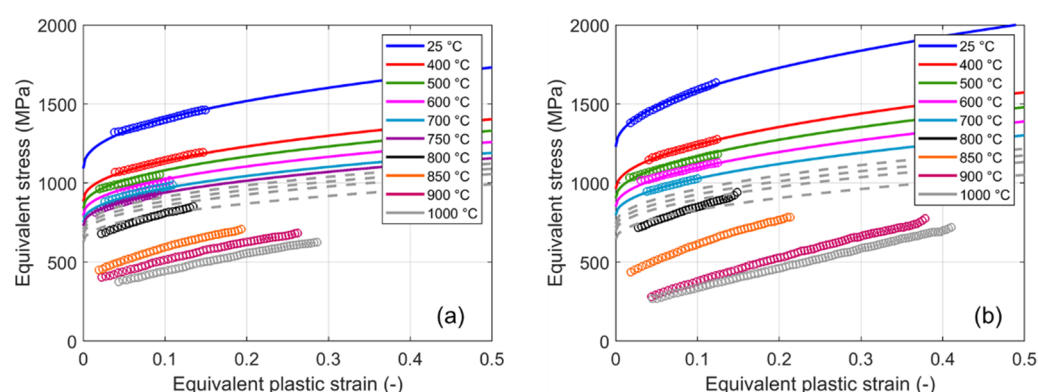 2000
1500
1000
500
0
Equivalent stress (MPa)
25 °C
400 °C
500 °C
600 °C
700 °C
750 °C
800 °C
850 °C
900 °C
1000 °C
(a)
0 0.1 0.2 0.3 0.4 0.5
Equivalent plastic strain (-)
2000
1500
1000
500
0
Equivalent stress (MPa)
25 °C
400 °C
500 °C
600 °C
700 °C
800 °C
850 °C
900 °C
1000 °C
(b)
0 0.1 0.2 0.3 0.4 0.5
Equivalent plastic strain (-)